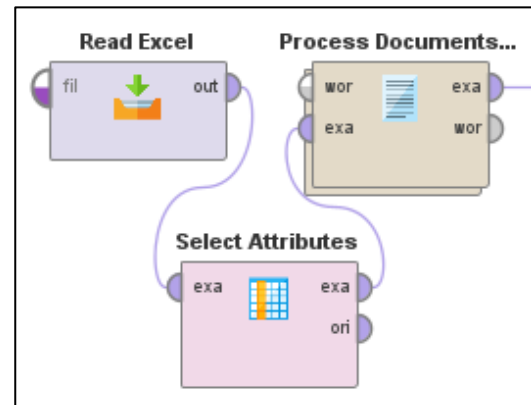 Read Excel
fil out
Process Documents...
wor exa
exa wor
Select Attributes
exa exa
ori